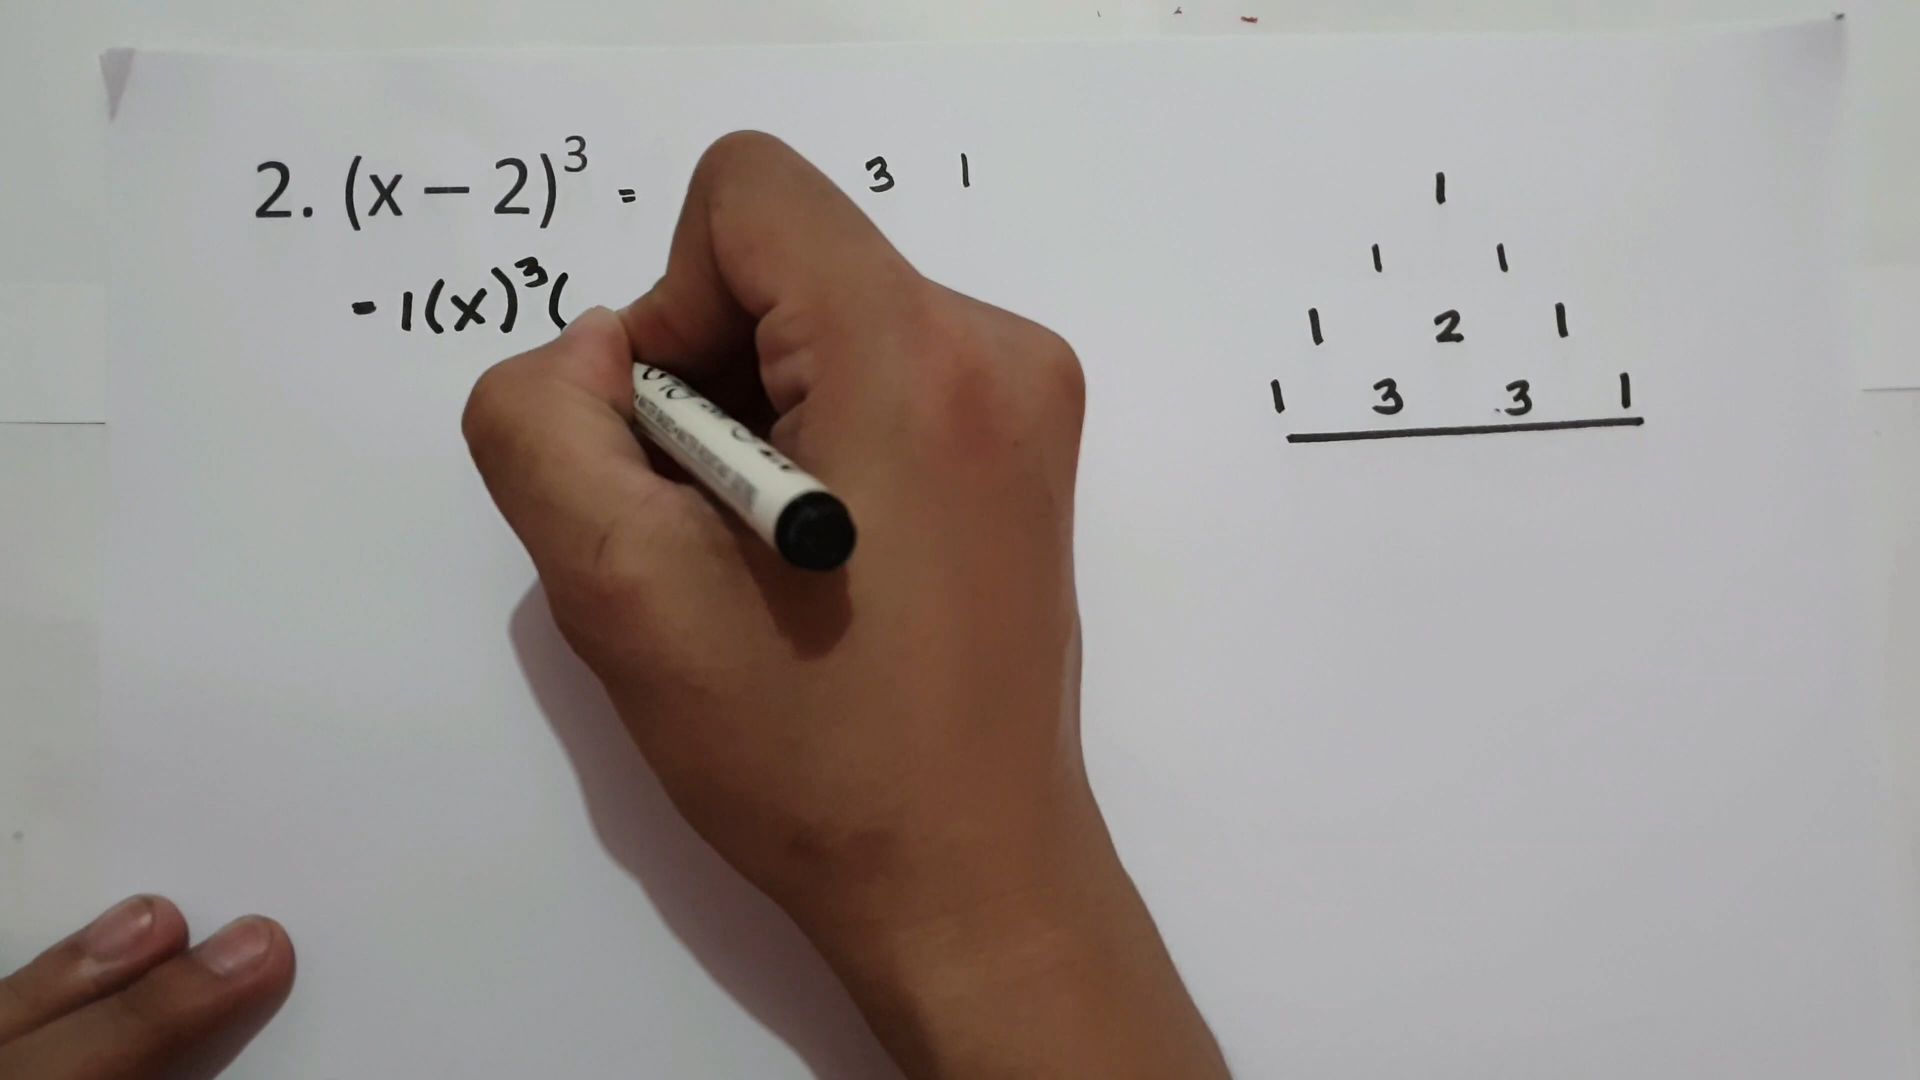 2. (x − 2)³ = 3 1
- 1(x)³(
1
1 1
1 2 1
1 3 3 1